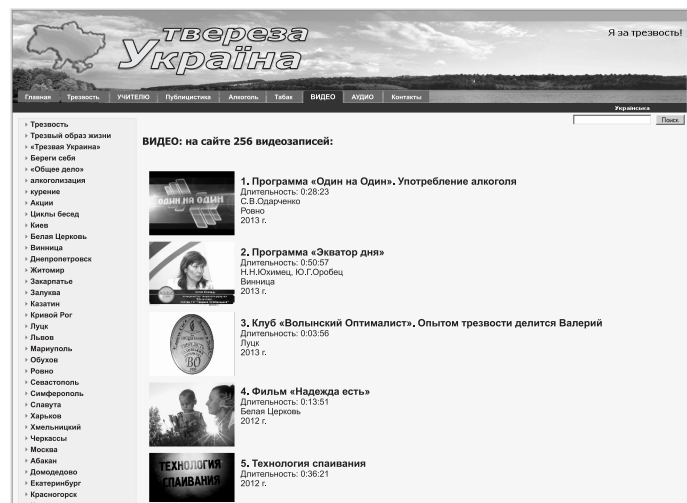 твереза
Україна
Я за трезвость!
Главная Трезвость УЧИТЕЛЮ Публицистика Алкоголь Табак ВИДЕО АУДИО Контакты
Українська
Поиск
Трезвость
Трезвый образ жизни
«Трезвая Украина»
Береги себя
«Общее дело»
алкоголизация
курение
Акции
Циклы бесед
Киев
Белая Церковь
Винница
Днепропетровск
Житомир
Закарпатье
Залуква
Казатин
Кривой Рог
Луцк
Львов
Мариуполь
Обухов
Ровно
Севастополь
Симферополь
Славута
Харьков
Хмельницкий
Черкассы
Москва
Абакан
Домодедово
Екатеринбург
Красногорск
ВИДЕО: на сайте 256 видеозаписей:
ОДИН НА ОДИН
1. Программа «Один на Один». Употребление алкоголя
Длительность: 0:28:23
С.В.Одарченко
Ровно
2013 г.
2. Программа «Экватор дня»
Длительность: 0:50:57
Н.Н.Юхимец, Ю.Г.Оробец
Винница
2013 г.
ВО
3. Клуб «Волынский Оптималист». Опытом трезвости делится Валерий
Длительность: 0:03:56
Луцк
2013 г.
4. Фильм «Надежда есть»
Длительность: 0:13:51
Белая Церковь
2012 г.
ТЕХНОЛОГИЯ
СПАИВАНИЯ
5. Технология спаивания
Длительность: 0:36:21
2012 г.